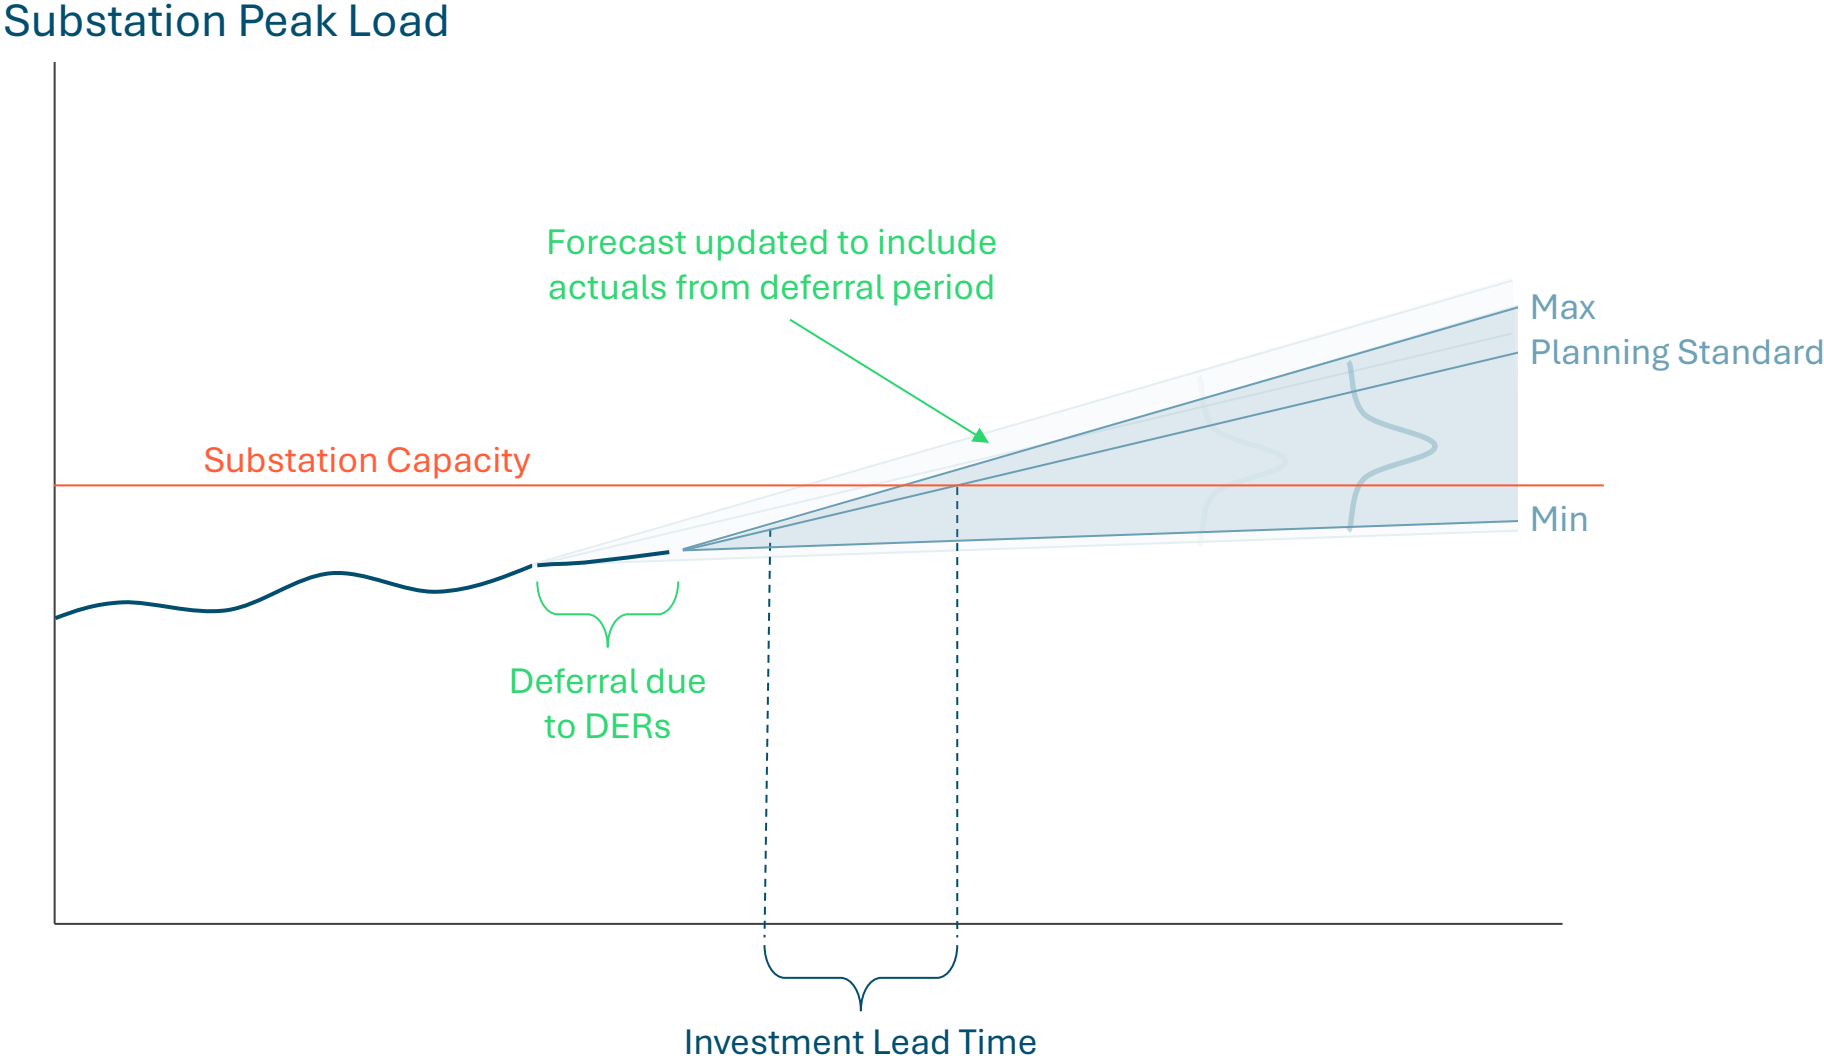 Substation Peak Load
Forecast updated to include
actuals from deferral period
Max
Planning Standard
Substation Capacity
Min
Deferral due
to DERs
Investment Lead Time